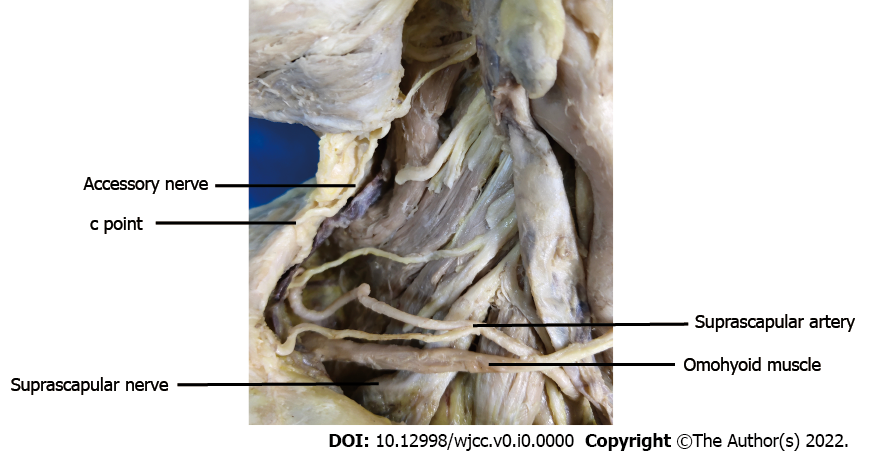 Accessory nerve
c point
Suprascapular artery
Omohyoid muscle
Suprascapular nerve
DOI: 10.12998/wjcc.v0.i0.0000 Copyright ©The Author(s) 2022.